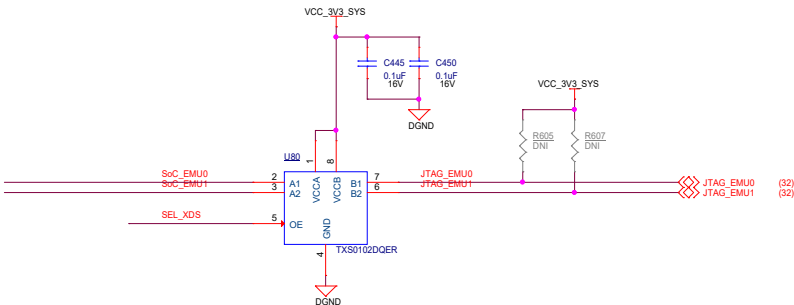 VCC_3V3_SYS
C445
0.1uF
16V
C450
0.1uF
16V
DGND
VCC_3V3_SYS
R605
DNI
R607
DNI
U80
1
8
SoC_EMU0
2
A1
VCCA
VCCB
B1
7
JTAG_EMU0
JTAG_EMU0 (32)
SoC_EMU1
3
A2
B2
6
JTAG_EMU1
JTAG_EMU1 (32)
SEL_XDS
5
OE
GND
TXS0102DQER
4
DGND